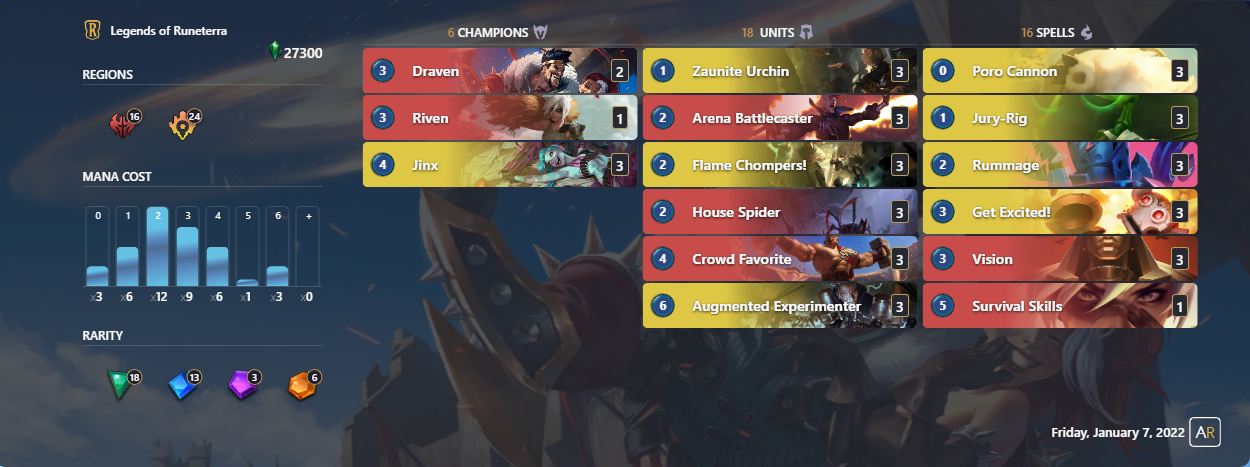 Legends of Runeterra
27300
REGIONS
16 24
MANA COST
0 1 2 3 4 5 6 +
x3 x6 x12 x9 x6 x1 x3 x0
RARITY
18 13 3 6
6 CHAMPIONS
3 Draven 2
3 Riven 1
4 Jinx 3
18 UNITS
1 Zaunite Urchin 3
2 Arena Battlecaster 3
2 Flame Chompers! 3
2 House Spider 3
4 Crowd Favorite 3
6 Augmented Experimenter 3
16 SPELLS
0 Poro Cannon 3
1 Jury-Rig 3
2 Rummage 3
3 Get Excited! 3
3 Vision 3
5 Survival Skills 1
Friday, January 7, 2022 AR